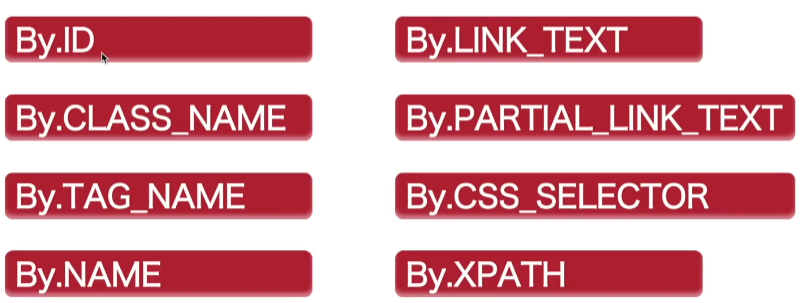 By.ID
By.CLASS_NAME
By.TAG_NAME
By.NAME
By.LINK_TEXT
By.PARTIAL_LINK_TEXT
By.CSS_SELECTOR
By.XPATH